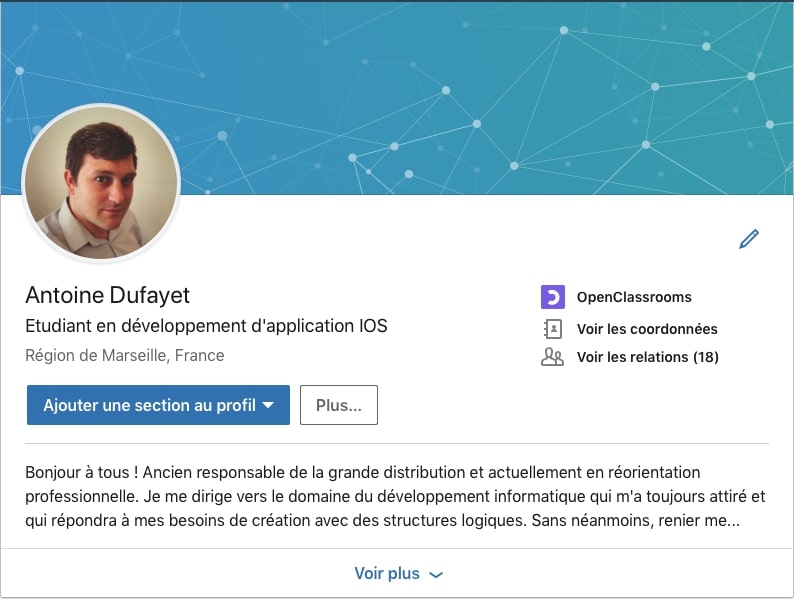 Antoine Dufayet
Etudiant en développement d'application IOS
Région de Marseille, France
OpenClassrooms
Voir les coordonnées
Voir les relations (18)
Ajouter une section au profil
Plus...
Bonjour à tous ! Ancien responsable de la grande distribution et actuellement en réorientation
professionnelle. Je me dirige vers le domaine du développement informatique qui m'a toujours attiré et
qui répondra à mes besoins de création avec des structures logiques. Sans néanmoins, renier me...
Voir plus